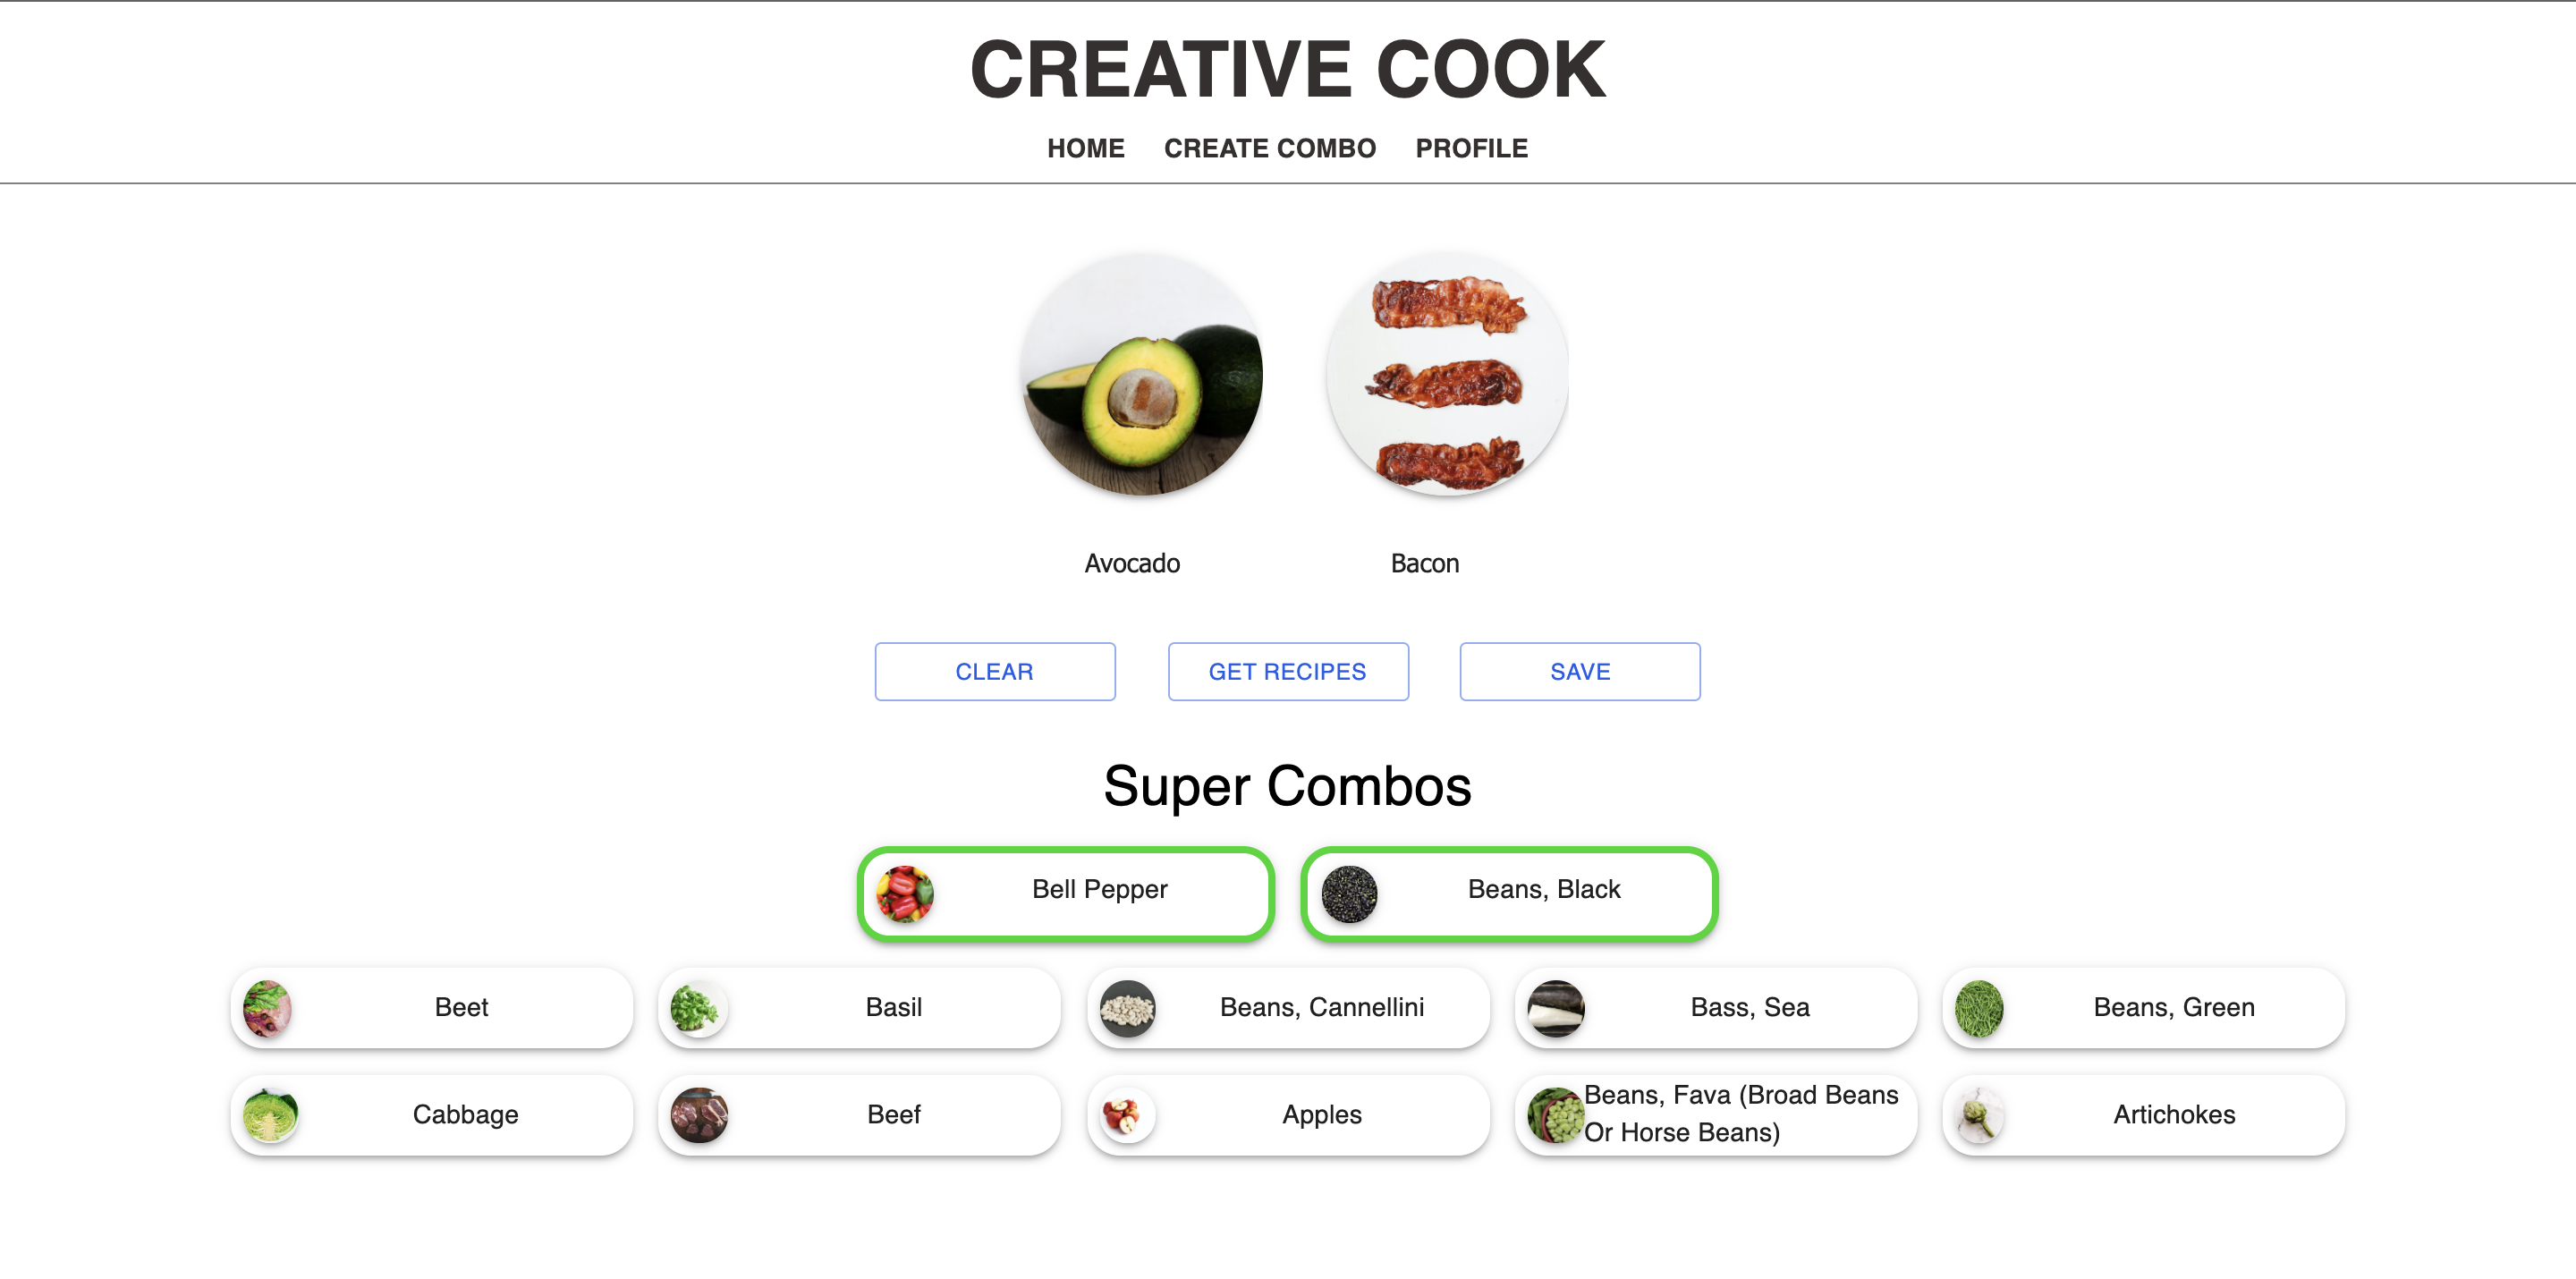 CREATIVE COOK
HOME CREATE COMBO PROFILE
Avocado Bacon
CLEAR GET RECIPES SAVE
Super Combos
Bell Pepper Beans, Black
Beet Basil Beans, Cannellini Bass, Sea Beans, Green
Cabbage Beef Apples Beans, Fava (Broad Beans
Or Horse Beans) Artichokes